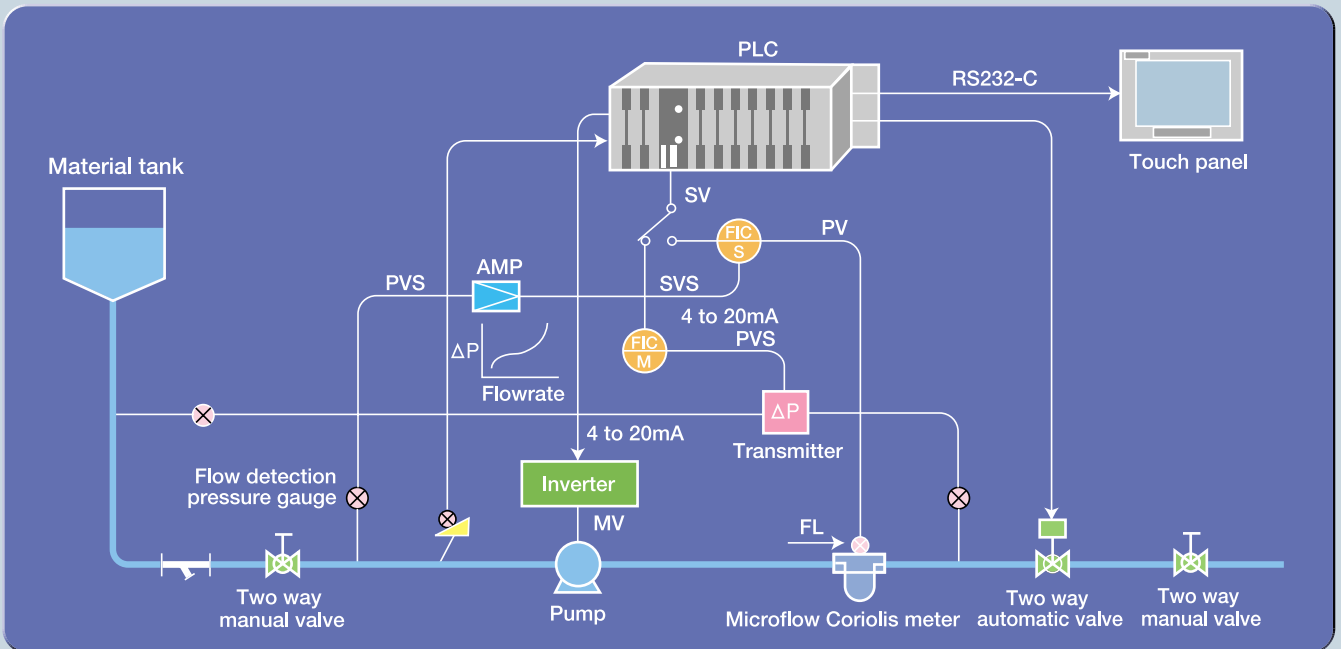 PLC
RS232-C
Touch panel
Material tank
SV
FIC
S
PV
AMP
PVS
SVS
4 to 20mA
FIC
M
PVS
ΔP
Flowrate
ΔP
Transmitter
4 to 20mA
Flow detection
pressure gauge
Inverter
MV
FL
Two way
manual valve
Pump
Microflow Coriolis meter
Two way
automatic valve
Two way
manual valve